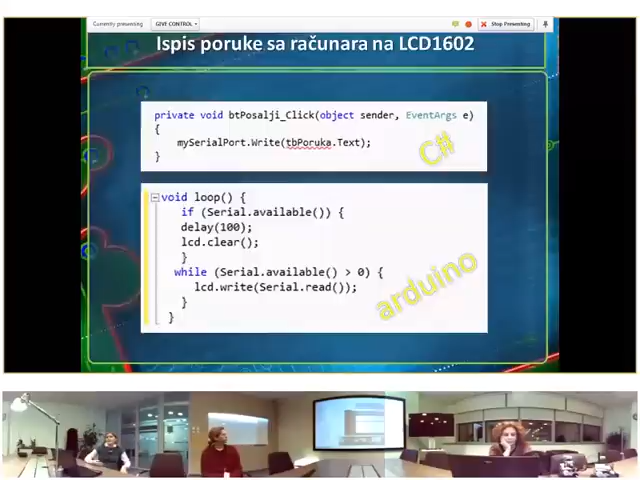 Currently presenting
GIVE CONTROL
Stop Presenting
Ispis poruke sa računara na LCD1602
private void btPosalji_Click(object sender, EventArgs e)
{
mySerialPort.Write(tbPoruka.Text);
}
C#
void loop() {
if (Serial.available()) {
delay(100);
lcd.clear();
}
while (Serial.available() > 0) {
lcd.write(Serial.read());
}
}
arduino